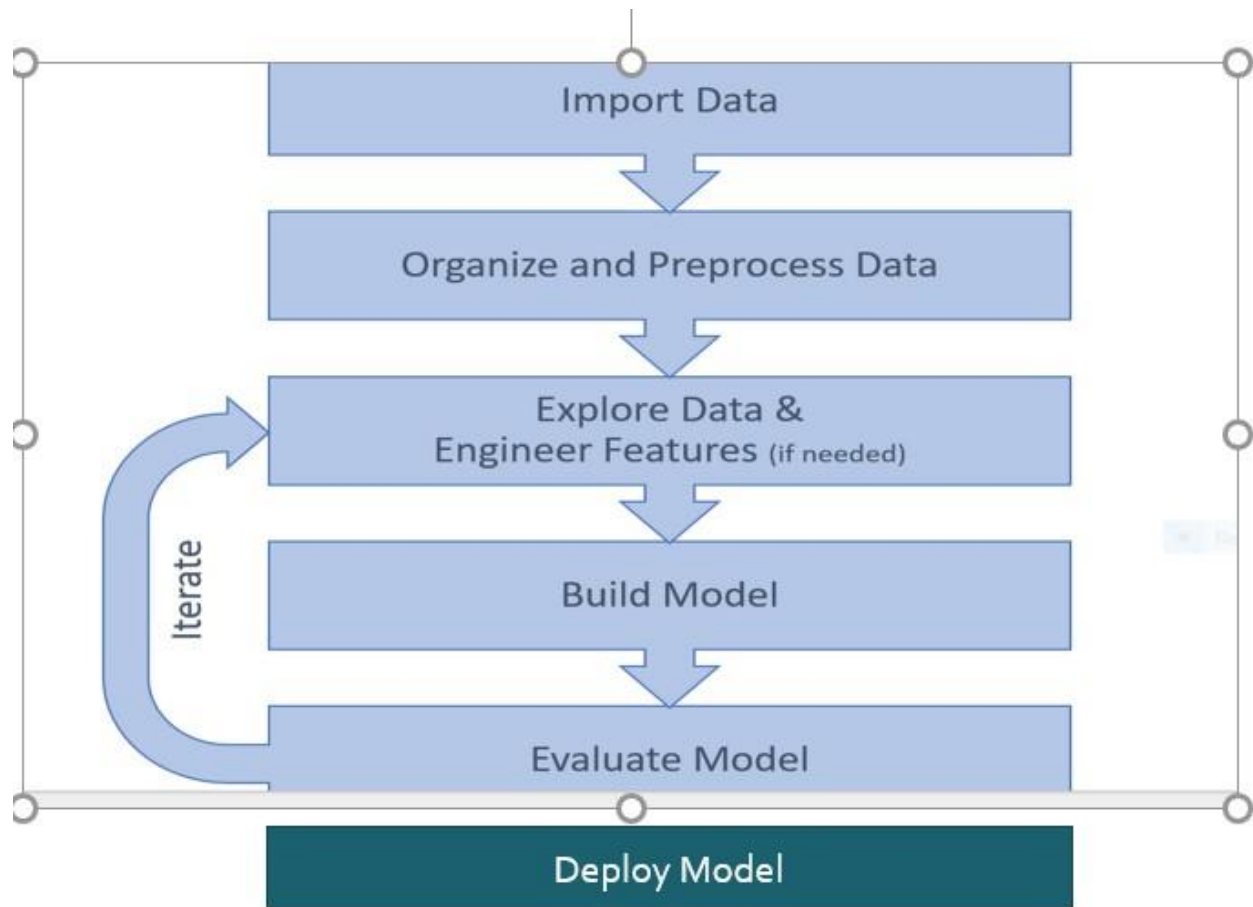 Import Data
Organize and Preprocess Data
Explore Data &
Engineer Features (if needed)
Iterate
Build Model
Evaluate Model
Deploy Model